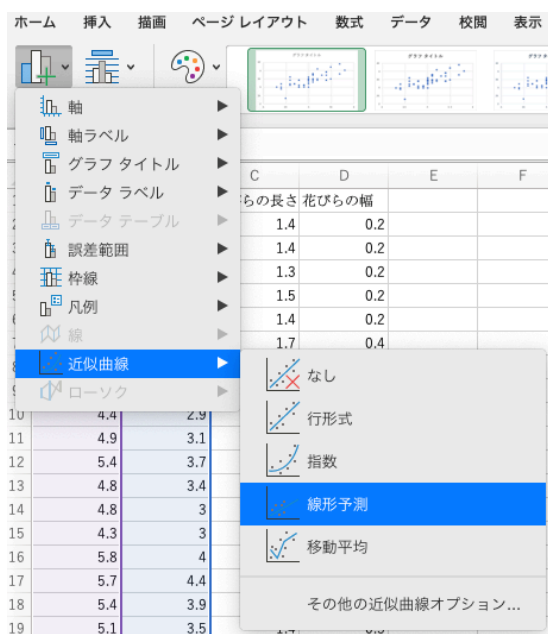 ホーム 挿入 描画 ページ レイアウト 数式 データ 校閲 表示
軸
軸ラベル
グラフ タイトル
データ ラベル
データ テーブル
誤差範囲
枠線
凡例
線
近似曲線
ローソク
なし
行形式
指数
線形予測
移動平均
その他の近似曲線オプション...
C D E F
らの長さ 花びらの幅
1.4 0.2
1.4 0.2
1.3 0.2
1.5 0.2
1.4 0.2
1.7 0.4
10 4.4 2.9
11 4.9 3.1
12 5.4 3.7
13 4.8 3.4
14 4.8 3
15 4.3 3
16 5.8 4
17 5.7 4.4
18 5.4 3.9
19 5.1 3.5